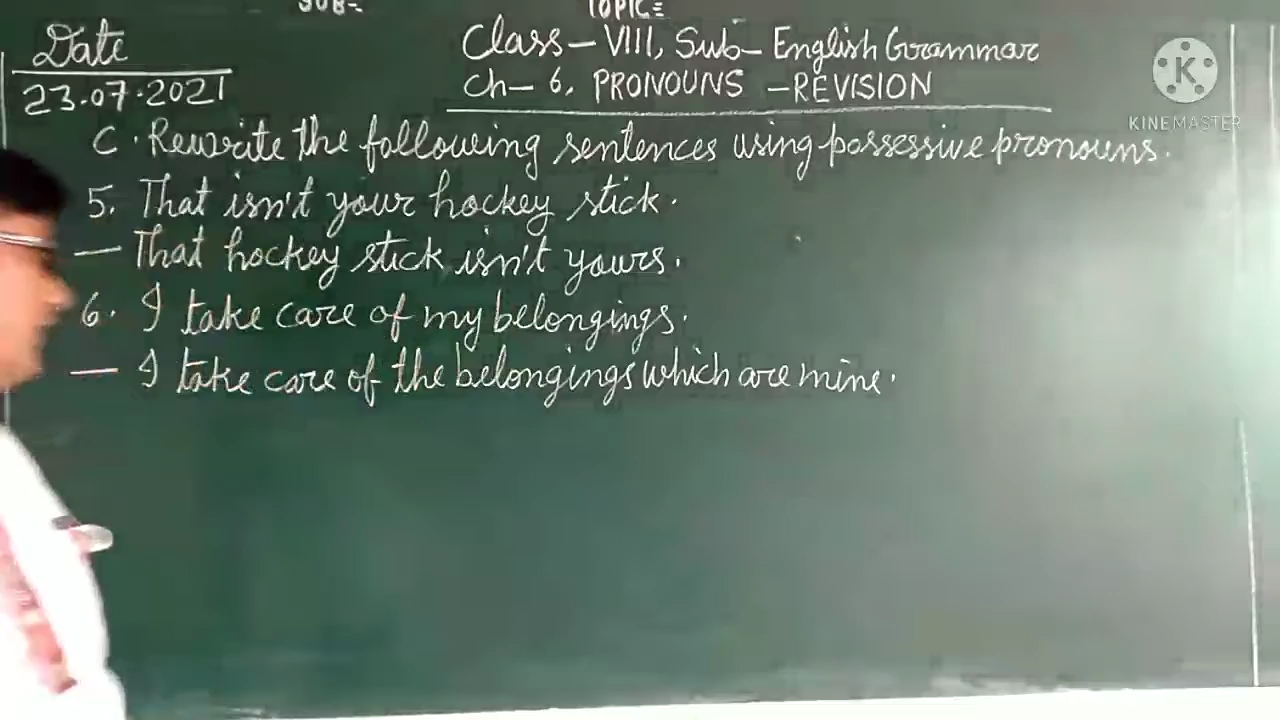 SUB-
TOPIC=
Date
23.07.2021
Class-VIII, Sub-English Grammar
Ch-6. PRONOUNS -REVISION
K
KINEMASTER
C. Rewrite the following sentences using possessive pronouns.
5. That isn't your hockey stick.
— That hockey stick isn't yours.
6. I take care of my belongings.
— I take care of the belongings which are mine.